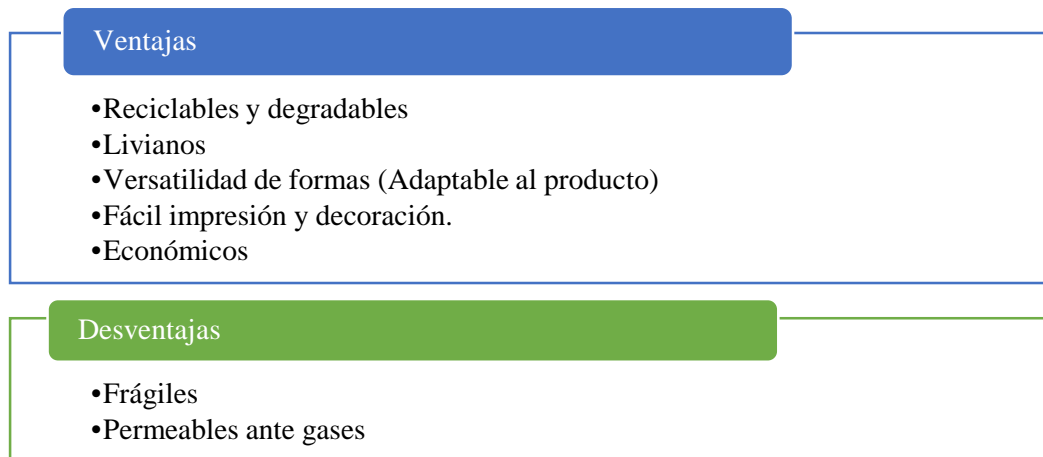 Ventajas
•Reciclables y degradables
•Livianos
•Versatilidad de formas (Adaptable al producto)
•Fácil impresión y decoración.
•Económicos
Desventajas
•Frágiles
•Permeables ante gases